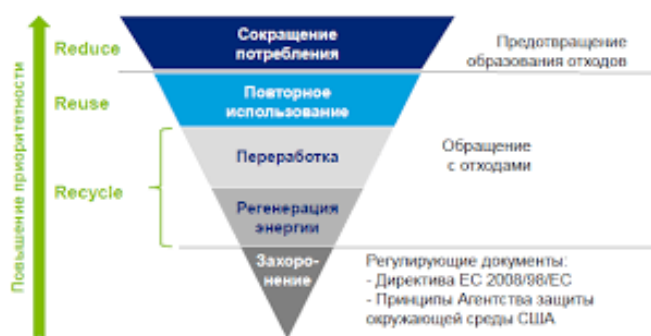 Повышение приоритетности
Reduce
Сокращение
потребления
Предотвращение
образования отходов
Reuse
Повторное
использование
Переработка
Обращение
с отходами
Recycle
Регенерация
энергии
Захоро-
нение
Регулирующие документы:
- Директива ЕС 2008/98/ЕС
- Принципы Агентства защиты
окружающей среды США